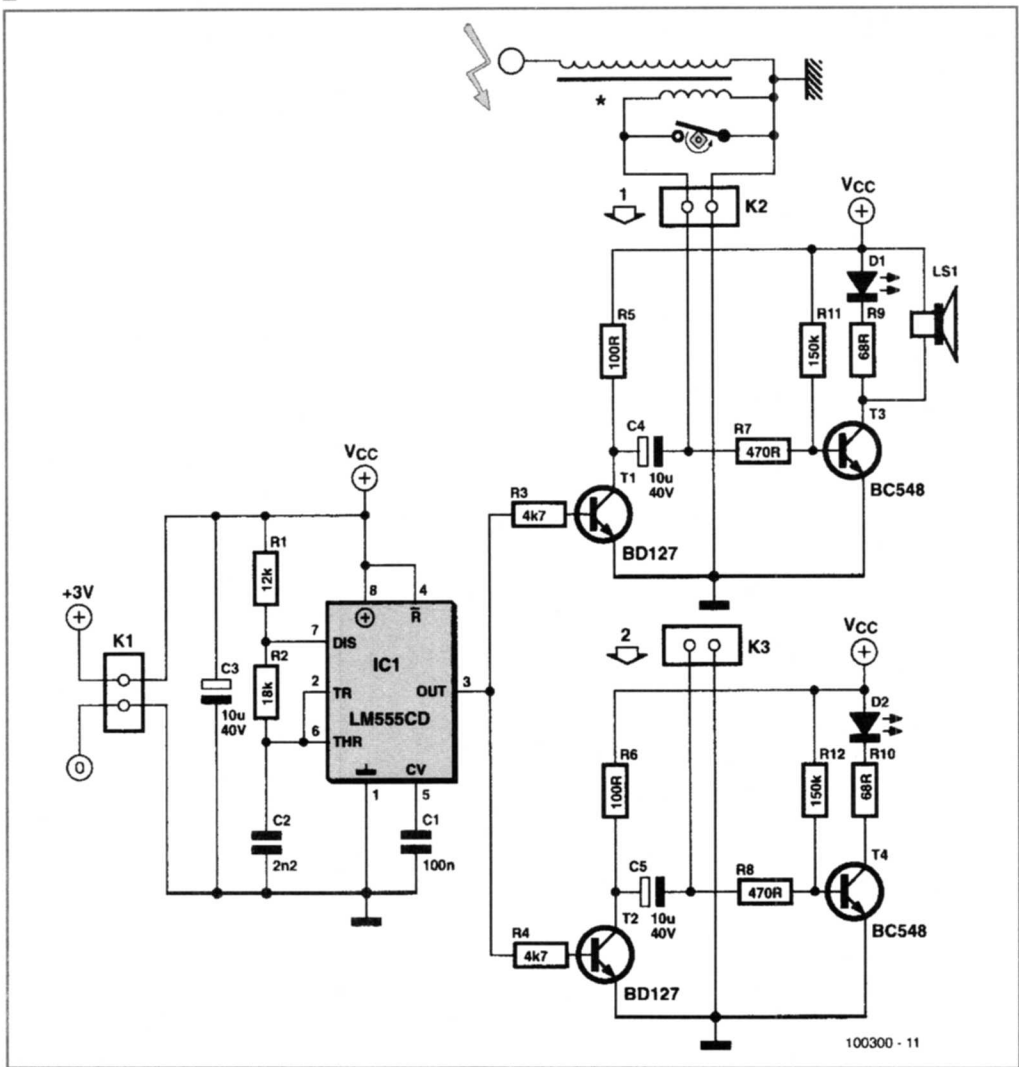 *
1
K2
VCC
D1
LS1
R5
100R
R11
150k
R9
68R
C4
10u
40V
R7
470R
T3
BC548
T1
BD127
R3
4k7
VCC
+3V
K1
0
C3
10u
40V
R1
12k
R2
18k
C2
2n2
8
4
R
7
DIS
IC1
2
TR
OUT
3
LM555CD
6
THR
CV
1
5
C1
100n
2
K3
VCC
D2
R6
100R
R12
150k
R10
68R
C5
10u
40V
R8
470R
T4
BC548
T2
BD127
R4
4k7
100300 - 11